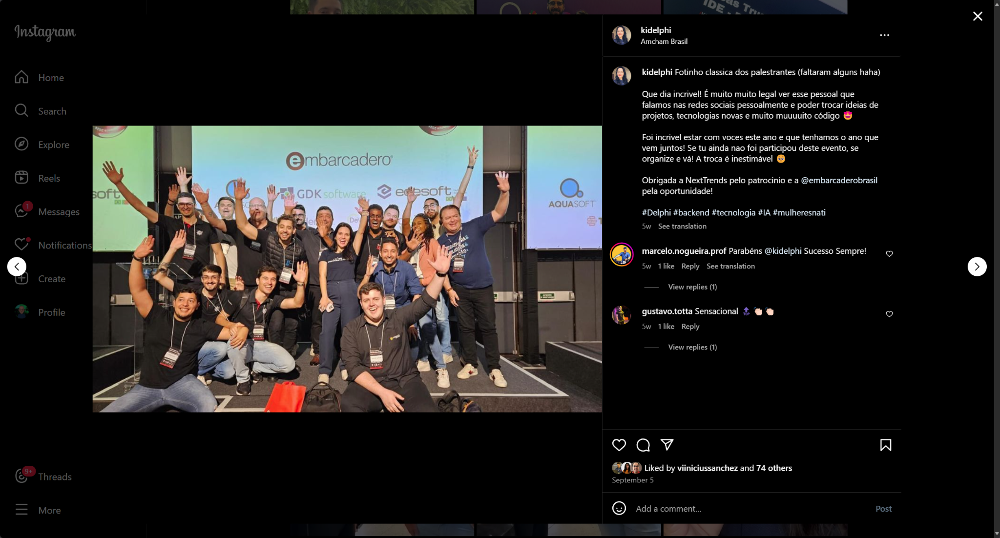 Instagram
Home
Search
Explore
Reels
1
Messages
Notifications
Create
Profile
9+
Threads
More
embarcadero
GDK software
AQUASOFT
kidelphi
Amcham Brasil
kidelphi Fotinho classica dos palestrantes (faltaram alguns haha)
Que dia incrivel! É muito muito legal ver esse pessoal que
falamos nas redes sociais pessoalmente e poder trocar ideias de
projetos, tecnologias novas e muito muuuuito código 😍
Foi incrivel estar com voces este ano e que tenhamos o ano que
vem juntos! Se tu ainda nao foi participou deste evento, se
organize e vá! A troca é inestimável 🥹
Obrigada a NextTrends pelo patrocinio e a @embarcaderobrasil
pela oportunidade!
#Delphi #backend #tecnologia #IA #mulheresnati
5w See translation
marcelo.nogueira.prof Parabéns @kidelphi Sucesso Sempre!
5w 1 like Reply See translation
View replies (1)
gustavo.totta Sensacional 🔝 👏🏻 👏🏻
5w 1 like Reply
View replies (1)
Liked by viiniciussanchez and 74 others
September 5
Add a comment...
Post